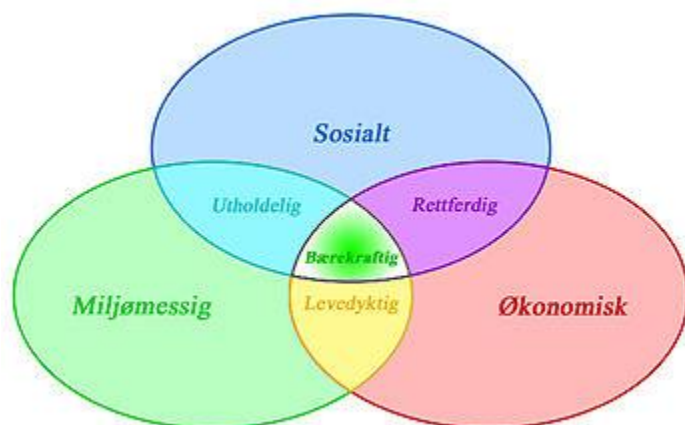 Sosialt
Utholdelig
Rettferdig
Bærekraftig
Miljømessig
Levedyktig
Økonomisk